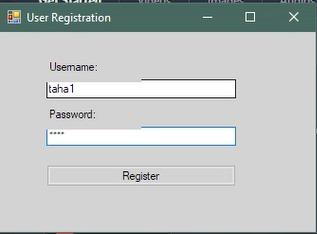 User Registration
Username:
taha1
Password:
****
Register